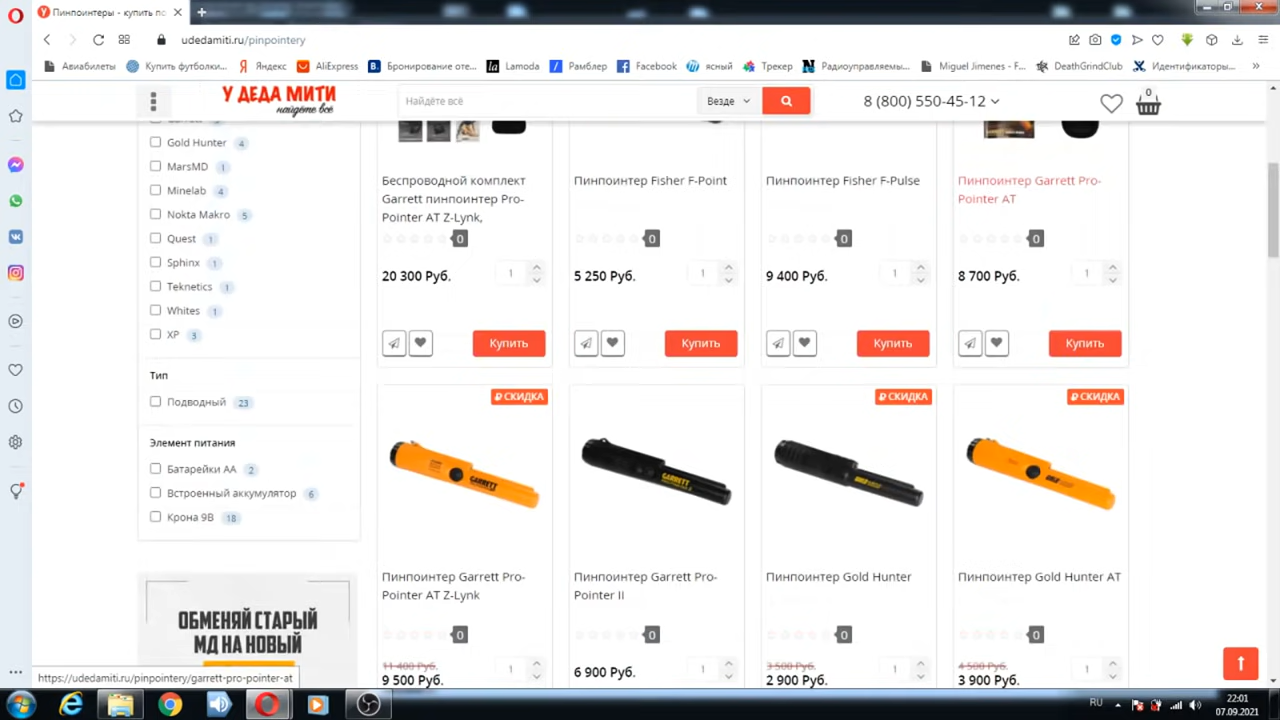 Пинпоинтеры - купить по
udedamiti.ru/pinpointery
Авиабилеты
Купить футболки...
Яндекс
AliExpress
Бронирование оте...
Lamoda
Рамблер
Facebook
ясный
Трекер
Радиоуправляемы...
Miguel Jimenes - F...
DeathGrindClub
Идентификаторы...
У ДЕДА МИТИ
найдёте всё
Найдёте всё
Везде
8 (800) 550-45-12
0
Gold Hunter 4
MarsMD 1
Minelab 4
Nokta Makro 5
Quest 1
Sphinx 1
Teknetics 1
Whites 1
XP 3
Тип
Подводный 23
Элемент питания
Батарейки АА 2
Встроенный аккумулятор 6
Крона 9В 18
ОБМЕНЯЙ СТАРЫЙ
МД НА НОВЫЙ
Беспроводной комплект
Garrett пинпоинтер Pro-
Pointer AT Z-Lynk,
0
20 300 Руб.
1
Купить
Пинпоинтер Fisher F-Point
0
5 250 Руб.
1
Купить
Пинпоинтер Fisher F-Pulse
0
9 400 Руб.
1
Купить
Пинпоинтер Garrett Pro-
Pointer AT
0
8 700 Руб.
1
Купить
СКИДКА
GARRETT
Пинпоинтер Garrett Pro-
Pointer AT Z-Lynk
0
11 400 Руб.
9 500 Руб.
1
GARRETT
Пинпоинтер Garrett Pro-
Pointer II
0
6 900 Руб.
1
СКИДКА
Пинпоинтер Gold Hunter
0
3 500 Руб.
2 900 Руб.
1
СКИДКА
Пинпоинтер Gold Hunter AT
0
4 500 Руб.
3 900 Руб.
1
https://udedamiti.ru/pinpointery/garrett-pro-pointer-at
RU
22:01
07.09.2021